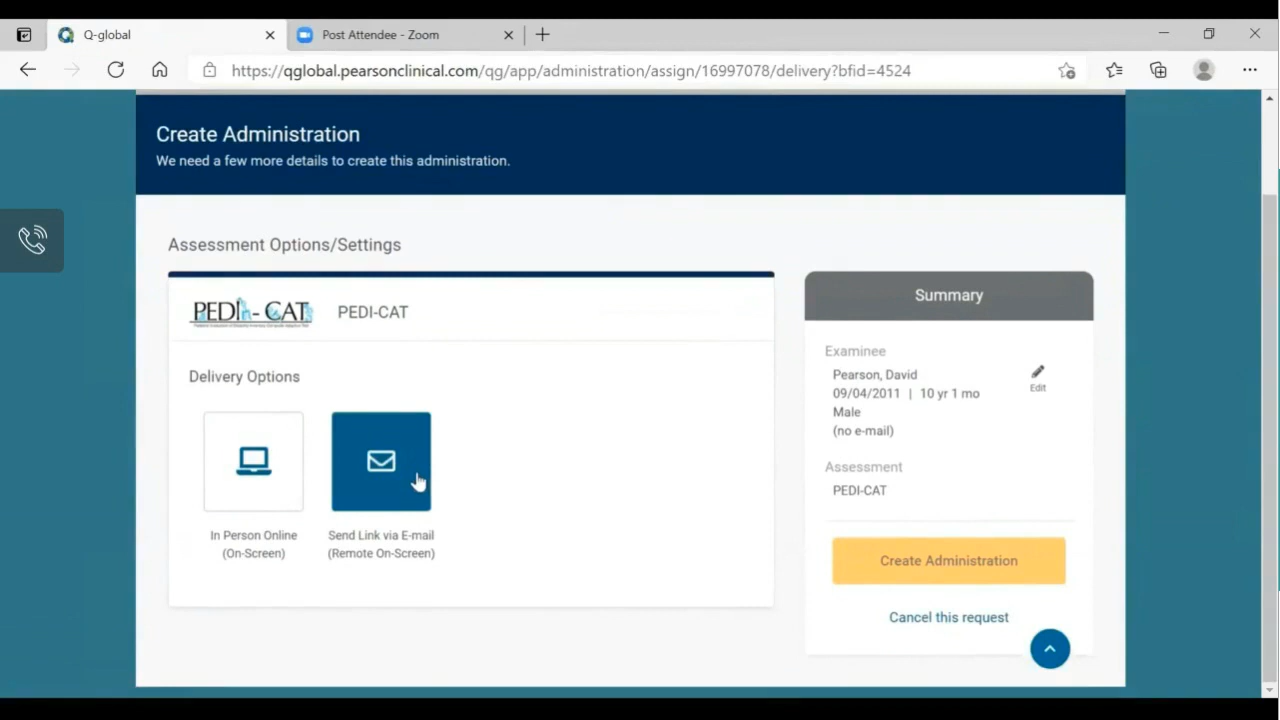 Q-global
Post Attendee - Zoom
https://qglobal.pearsonclinical.com/qg/app/administration/assign/16997078/delivery?bfid=4524
Create Administration
We need a few more details to create this administration.
Assessment Options/Settings
PEDI-CAT
PEDI-CAT
Delivery Options
In Person Online
(On-Screen)
Send Link via E-mail
(Remote On-Screen)
Summary
Examinee
Pearson, David
09/04/2011 | 10 yr 1 mo
Male
(no e-mail)
Edit
Assessment
PEDI-CAT
Create Administration
Cancel this request